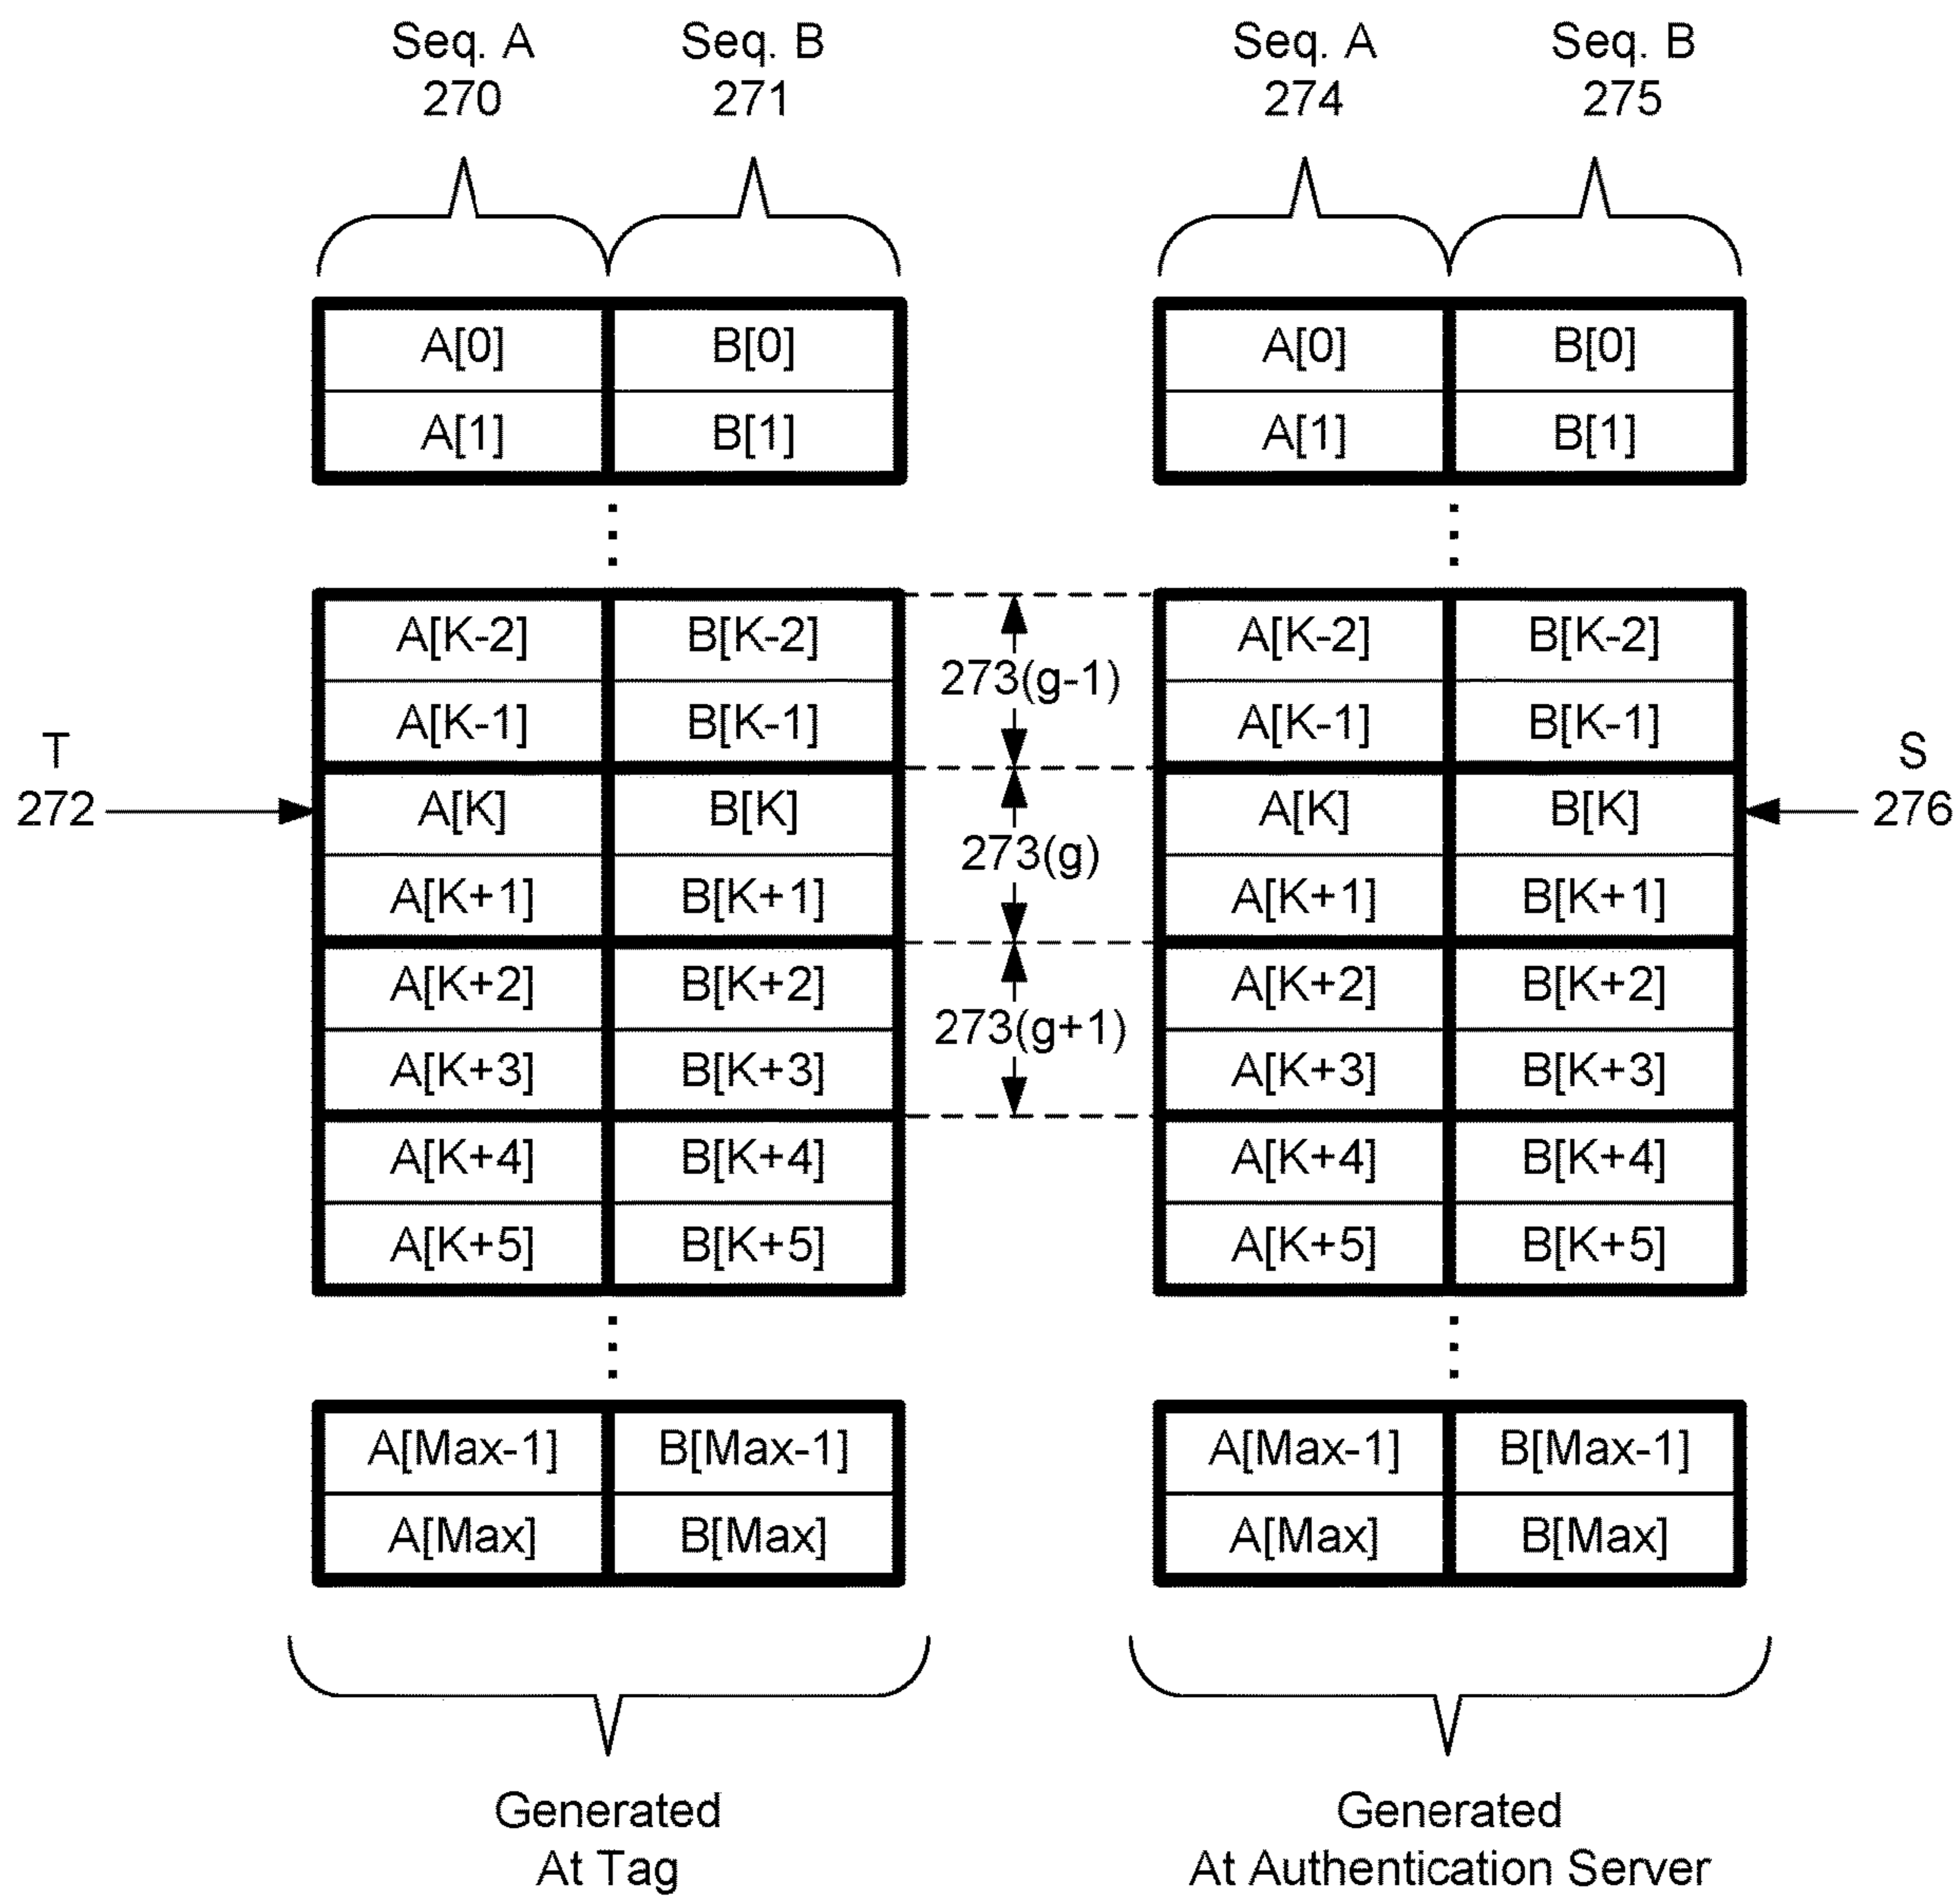 Seq. A Seq. B Seq. A Seq. B
270 271 274 275
A[0] B[0] A[0] B[0]
A[1] B[1] A[1] B[1]
A[K-2] B[K-2] A[K-2] B[K-2]
273(g-1)
A[K-1] B[K-1] A[K-1] B[K-1]
T S
272 A[K] B[K] A[K] B[K] 276
273(g)
A[K+1] B[K+1] A[K+1] B[K+1]
A[K+2] B[K+2] A[K+2] B[K+2]
273(g+1)
A[K+3] B[K+3] A[K+3] B[K+3]
A[K+4] B[K+4] A[K+4] B[K+4]
A[K+5] B[K+5] A[K+5] B[K+5]
A[Max-1] B[Max-1] A[Max-1] B[Max-1]
A[Max] B[Max] A[Max] B[Max]
Generated Generated
At Tag At Authentication Server